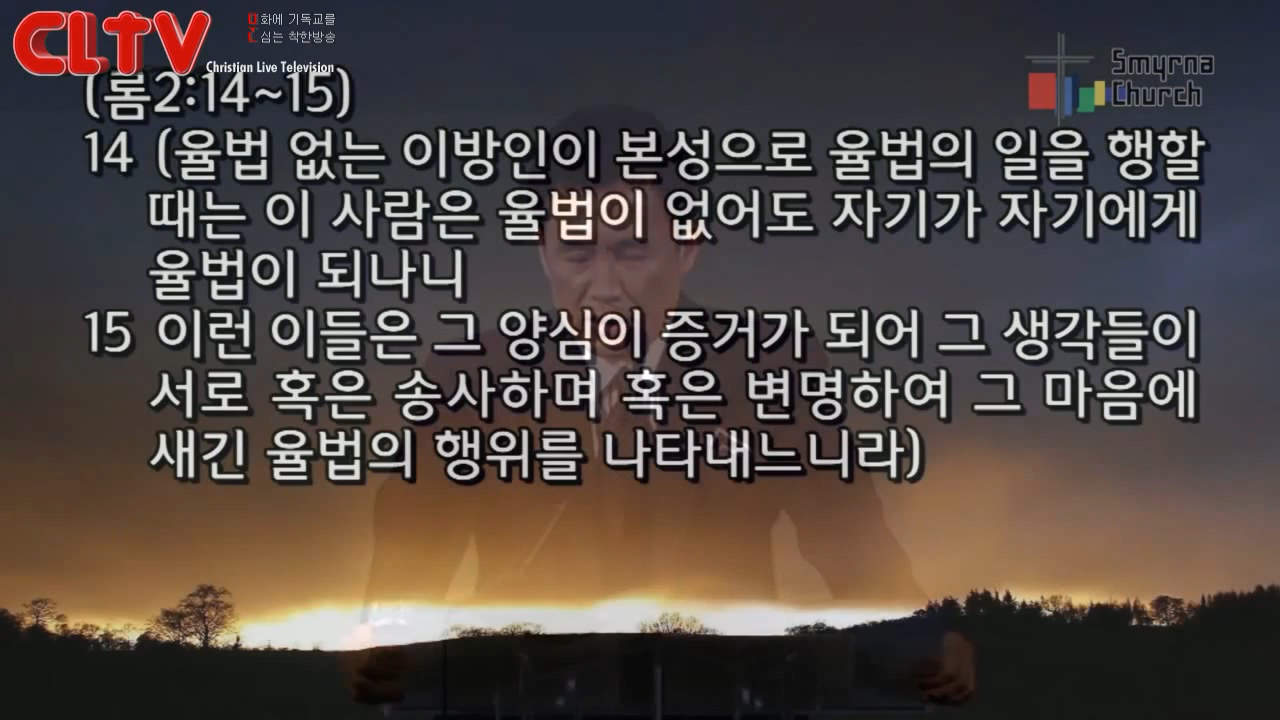 CLTV
문화에 기독교를
심는 착한방송
Christian Live Television
Smyrna
Church
(롬2:14~15)
14 (율법 없는 이방인이 본성으로 율법의 일을 행할
때는 이 사람은 율법이 없어도 자기가 자기에게
율법이 되나니
15 이런 이들은 그 양심이 증거가 되어 그 생각들이
서로 혹은 송사하며 혹은 변명하여 그 마음에
새긴 율법의 행위를 나타내느니라)